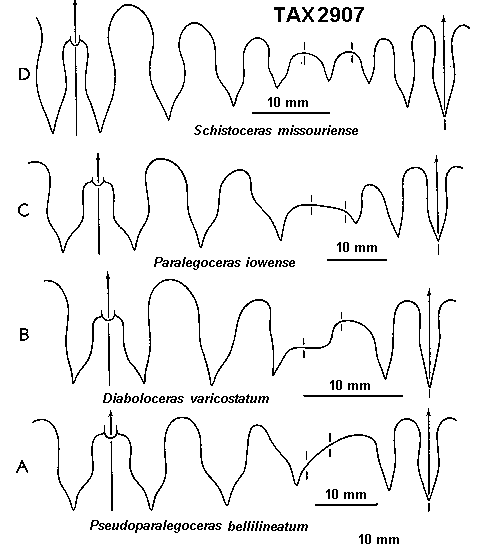 TAX2907
D
10 mm
Schistoceras missouriense
C
10 mm
Paralegoceras iowense
B
10 mm
Diaboloceras varicostatum
A
10 mm
Pseudoparalegoceras bellilineatum
10 mm